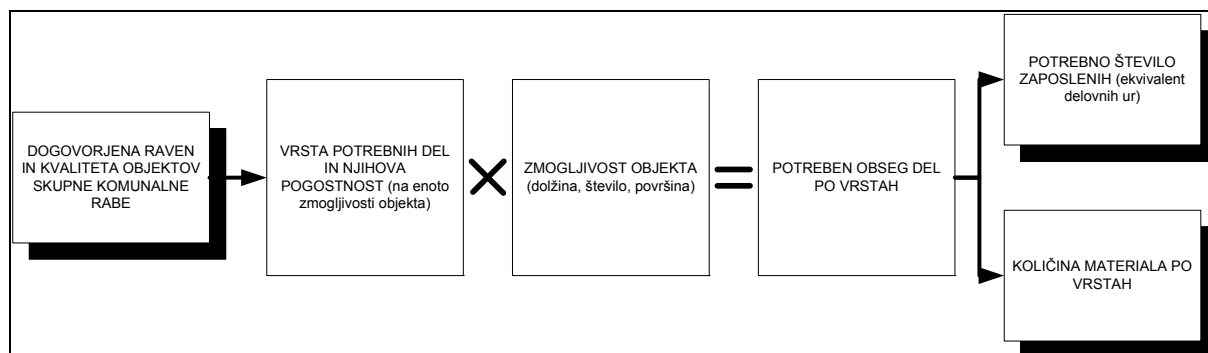 DOGOVORJENA RAVEN
IN KVALITETA OBJEKTOV
SKUPNE KOMUNALNE
RABE
VRSTA POTREBNIH DEL
IN NJIHOVA
POGOSTNOST (na enoto
zmogljivosti objekta)
ZMOGLJIVOST OBJEKTA
(dolžina, število, površina)
POTREBEN OBSEG DEL
PO VRSTAH
POTREBNO ŠTEVILO
ZAPOSLENIH (ekvivalent
delovnih ur)
KOLIČINA MATERIALA PO
VRSTAH